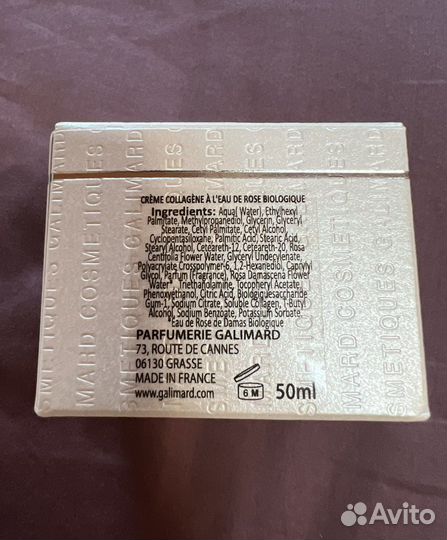 CRÈME COLLAGÈNE À L'EAU DE ROSE BIOLOGIQUE
Ingredients: Aqua( Water), Ethylhexyl
Palmitate, Methylpropanediol, Glycerin, Glyceryl
Stearate, Cetyl Palmitate, Cetyl Alcohol,
Cyclopentasiloxane, Palmitic Acid, Stearic Acid,
Stearyl Alcohol, Ceteareth-12, Ceteareth-20, Rosa
Centifolia Flower Water, Glyceryl Undecylenate,
Polyacrylate Crosspolymer-6, 1,2-Hexanediol, Caprylyl
Glycol, Parfum (Fragrance), Rosa Damascena Flower
Water*, Triethanolamine, Tocopheryl Acetate,
Phenoxyethanol, Citric Acid, Biologiquesaccharide
Gum-1, Sodium Citrate, Soluble Collagen, T-Butyl
Alcohol, Sodium Benzoate, Potassium Sorbate
*Eau de Rose de Damas Biologique
PARFUMERIE GALIMARD
73, ROUTE DE CANNES
06130 GRASSE
MADE IN FRANCE
www.galimard.com
6 M
50ml
GALIMARD
MARD COSMETIQUES
Avito